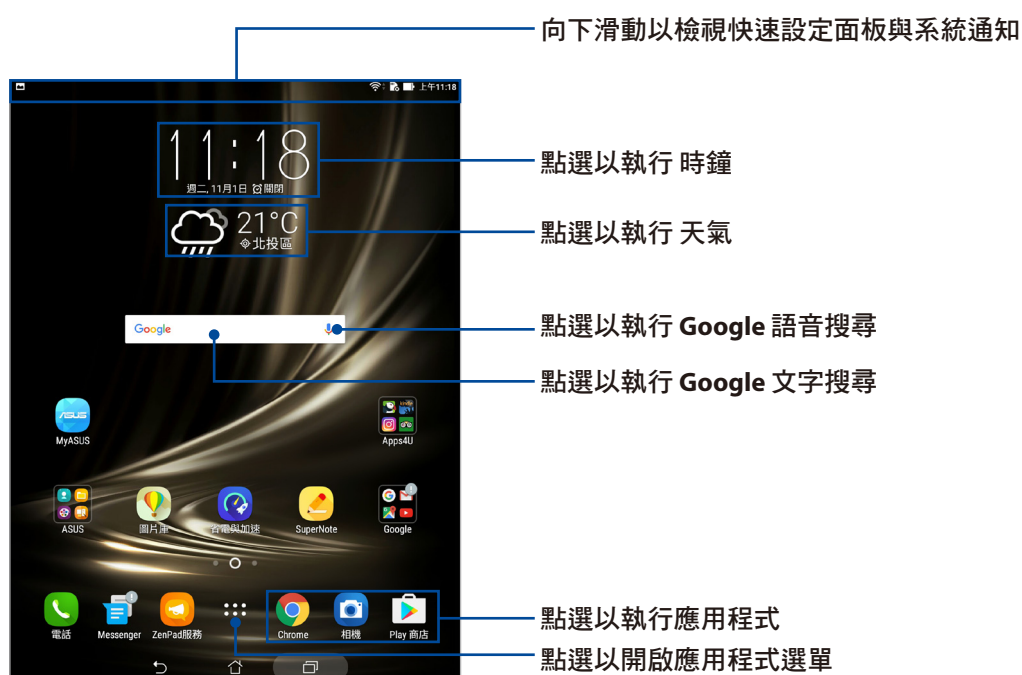 向下滑動以檢視快速設定面板與系統通知
上午11:18
11:18
週二, 11月1日 關閉
點選以執行 時鐘
21°C
北投區
點選以執行 天氣
Google
點選以執行 Google 語音搜尋
點選以執行 Google 文字搜尋
ASUS
MyASUS
kindle
Apps4U
ASUS
圖片庫
省電與加速
SuperNote
Google
點選以執行應用程式
電話
Messenger
ZenPad服務
Chrome
相機
Play 商店
點選以開啟應用程式選單